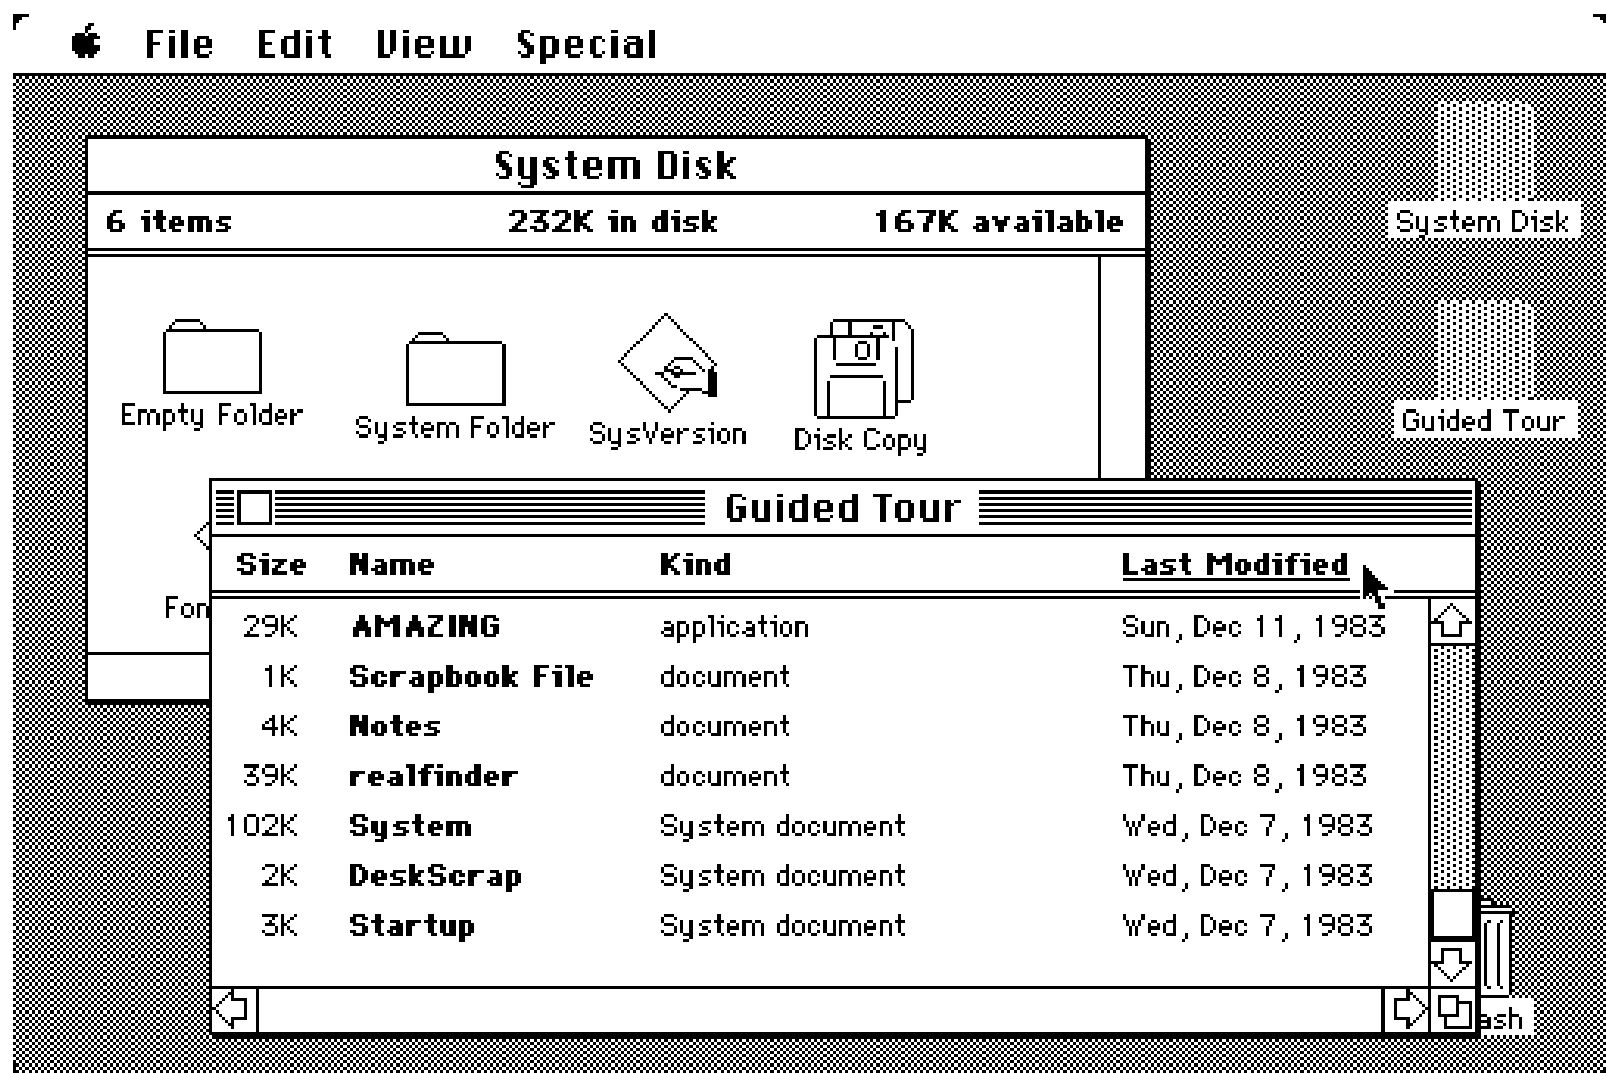 File Edit View Special
System Disk
6 items 232K in disk 167K available
System Disk
Empty Folder System Folder SysVersion Disk Copy
Guided Tour
Guided Tour
Size Name Kind Last Modified
29K AMAZING application Sun, Dec 11, 1983
1K Scrapbook File document Thu, Dec 8, 1983
4K Notes document Thu, Dec 8, 1983
39K realfinder document Thu, Dec 8, 1983
102K System System document Wed, Dec 7, 1983
2K DeskScrap System document Wed, Dec 7, 1983
3K Startup System document Wed, Dec 7, 1983